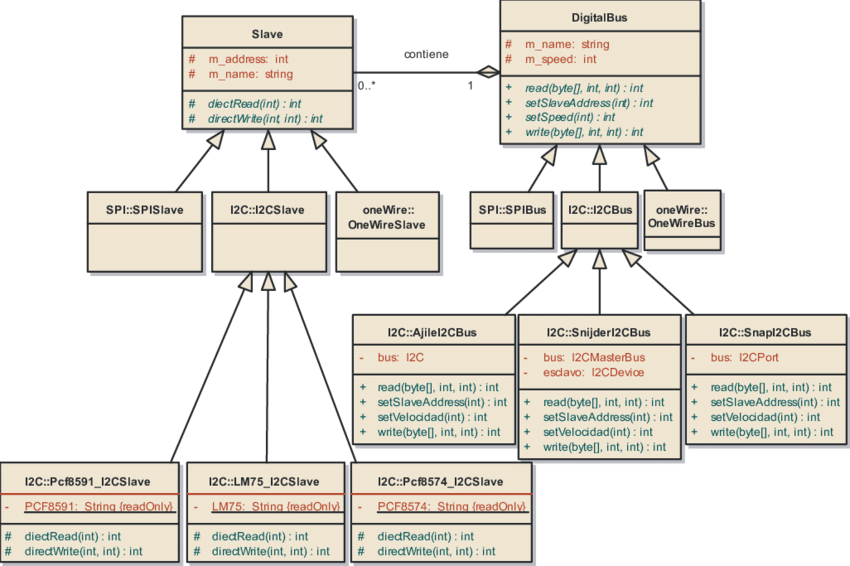 Slave
# m_address: int
# m_name: string
# diectRead(int) : int
# directWrite(int, int) : int
contiene
0..*
1
DigitalBus
# m_name: string
# m_speed: int
+ read(byte[], int, int) : int
+ setSlaveAddress(int) : int
+ setSpeed(int) : int
+ write(byte[], int, int) : int
SPI::SPISlave
I2C::I2CSlave
oneWire::
OneWireSlave
SPI::SPIBus
I2C::I2CBus
oneWire::
OneWireBus
I2C::AjileI2CBus
- bus: I2C
+ read(byte[], int, int) : int
+ setSlaveAddress(int) : int
+ setVelocidad(int) : int
+ write(byte[], int, int) : int
I2C::SnijderI2CBus
- bus: I2CMasterBus
- esclavo: I2CDevice
+ read(byte[], int, int) : int
+ setSlaveAddress(int) : int
+ setVelocidad(int) : int
+ write(byte[], int, int) : int
I2C::SnapI2CBus
- bus: I2CPort
+ read(byte[], int, int) : int
+ setSlaveAddress(int) : int
+ setVelocidad(int) : int
+ write(byte[], int, int) : int
I2C::Pcf8591_I2CSlave
- PCF8591: String {readOnly}
# diectRead(int) : int
# directWrite(int, int) : int
I2C::LM75_I2CSlave
- LM75: String {readOnly}
# diectRead(int) : int
# directWrite(int, int) : int
I2C::Pcf8574_I2CSlave
- PCF8574: String {readOnly}
# diectRead(int) : int
# directWrite(int, int) : int